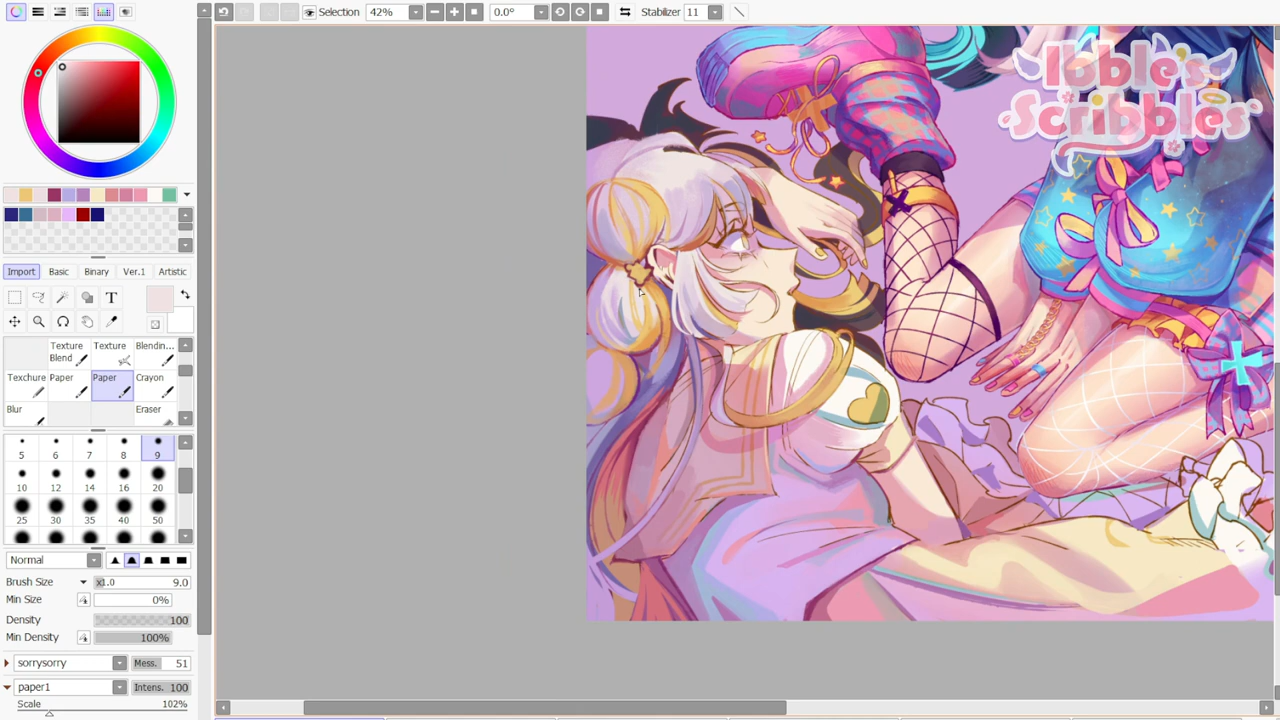 Selection 42% 0.0° Stabilizer 11
Ibble's
Scribbles
Import Basic Binary Ver.1 Artistic
T
Texture Blend Texture Blendin...
Texchure Paper Paper Crayon
Blur Eraser
5 6 7 8 9
10 12 14 16 20
25 30 35 40 50
Normal
Brush Size x1.0 9.0
Min Size 0%
Density 100
Min Density 100%
sorrysorry Mess. 51
paper1 Intens. 100
Scale 102%